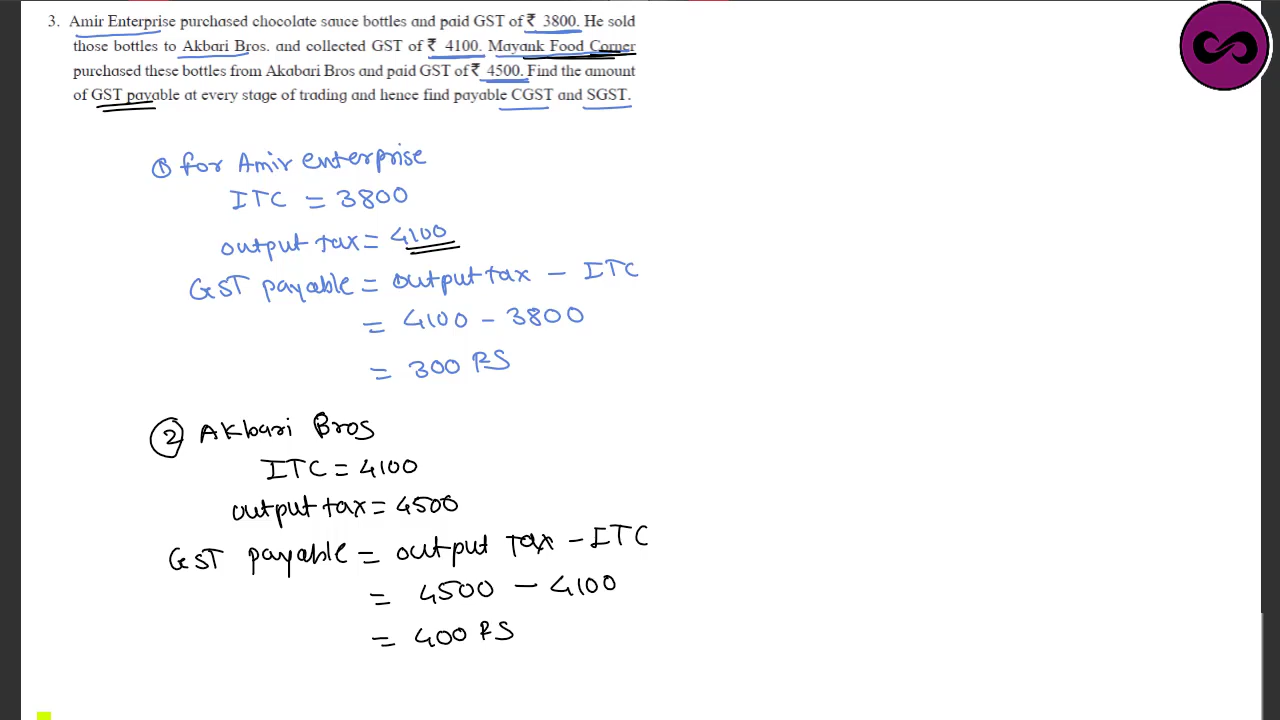 3. Amir Enterprise purchased chocolate sauce bottles and paid GST of ₹ 3800. He sold
those bottles to Akbari Bros. and collected GST of ₹ 4100. Mayank Food Corner
purchased these bottles from Akabari Bros and paid GST of ₹ 4500. Find the amount
of GST payable at every stage of trading and hence find payable CGST and SGST.
① for Amir enterprise
ITC = 3800
output tax = 4100
GST payable = output tax - ITC
= 4100 - 3800
= 300 RS
② Akbari Bros
ITC = 4100
output tax = 4500
GST payable = output tax - ITC
= 4500 - 4100
= 400 RS